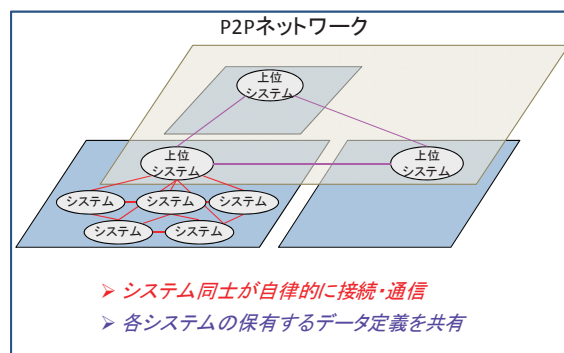 P2Pネットワーク
上位
システム
上位
システム
上位
システム
システム
システム
システム
システム
システム
➢ システム同士が自律的に接続・通信
➢ 各システムの保有するデータ定義を共有